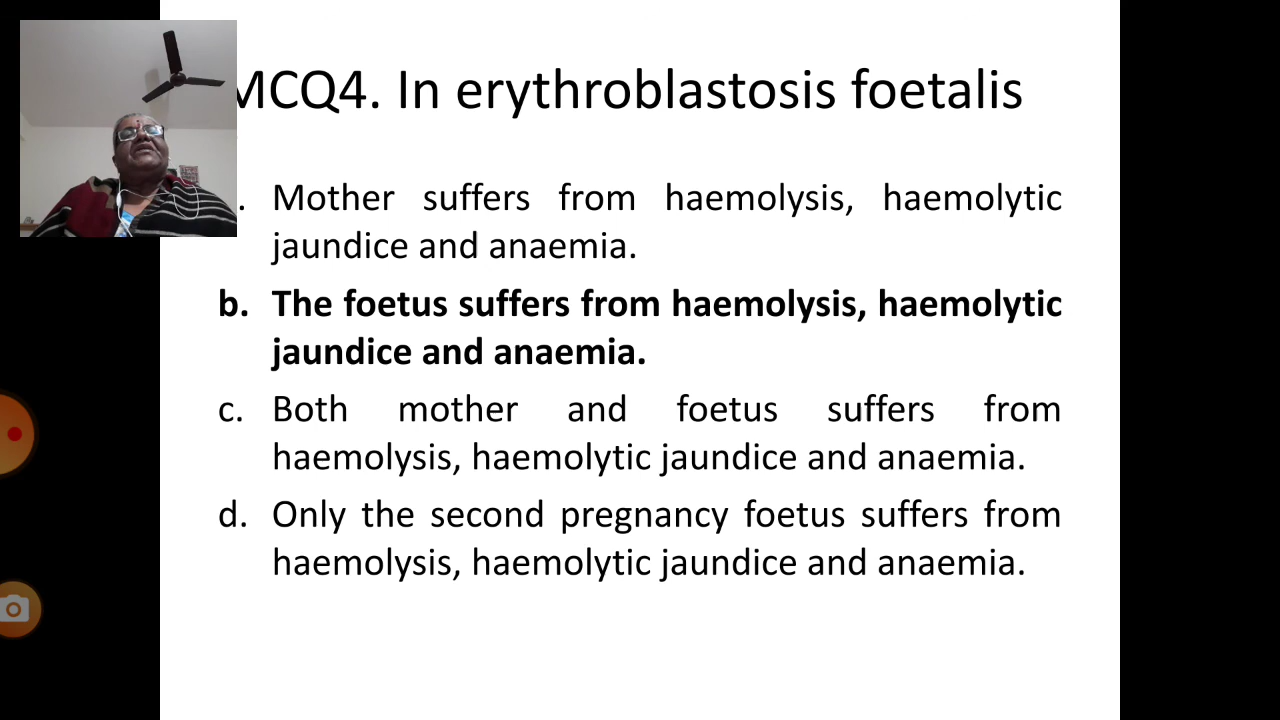 MCQ4. In erythroblastosis foetalis
. Mother suffers from haemolysis, haemolytic
jaundice and anaemia.
b. The foetus suffers from haemolysis, haemolytic
jaundice and anaemia.
c. Both mother and foetus suffers from
haemolysis, haemolytic jaundice and anaemia.
d. Only the second pregnancy foetus suffers from
haemolysis, haemolytic jaundice and anaemia.